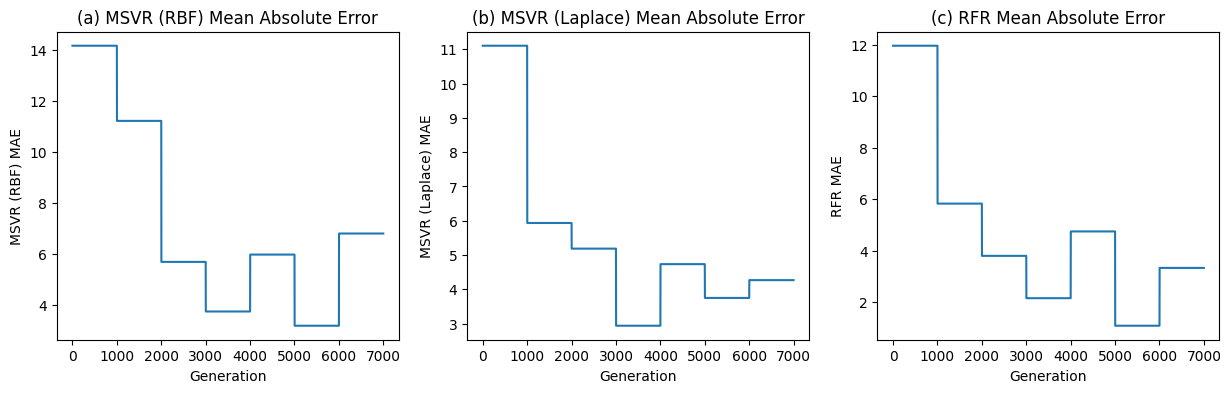 (a) MSVR (RBF) Mean Absolute Error
MSVR (RBF) MAE
14
12
10
8
6
4
0 1000 2000 3000 4000 5000 6000 7000
Generation
(b) MSVR (Laplace) Mean Absolute Error
MSVR (Laplace) MAE
11
10
9
8
7
6
5
4
3
0 1000 2000 3000 4000 5000 6000 7000
Generation
(c) RFR Mean Absolute Error
RFR MAE
12
10
8
6
4
2
0 1000 2000 3000 4000 5000 6000 7000
Generation